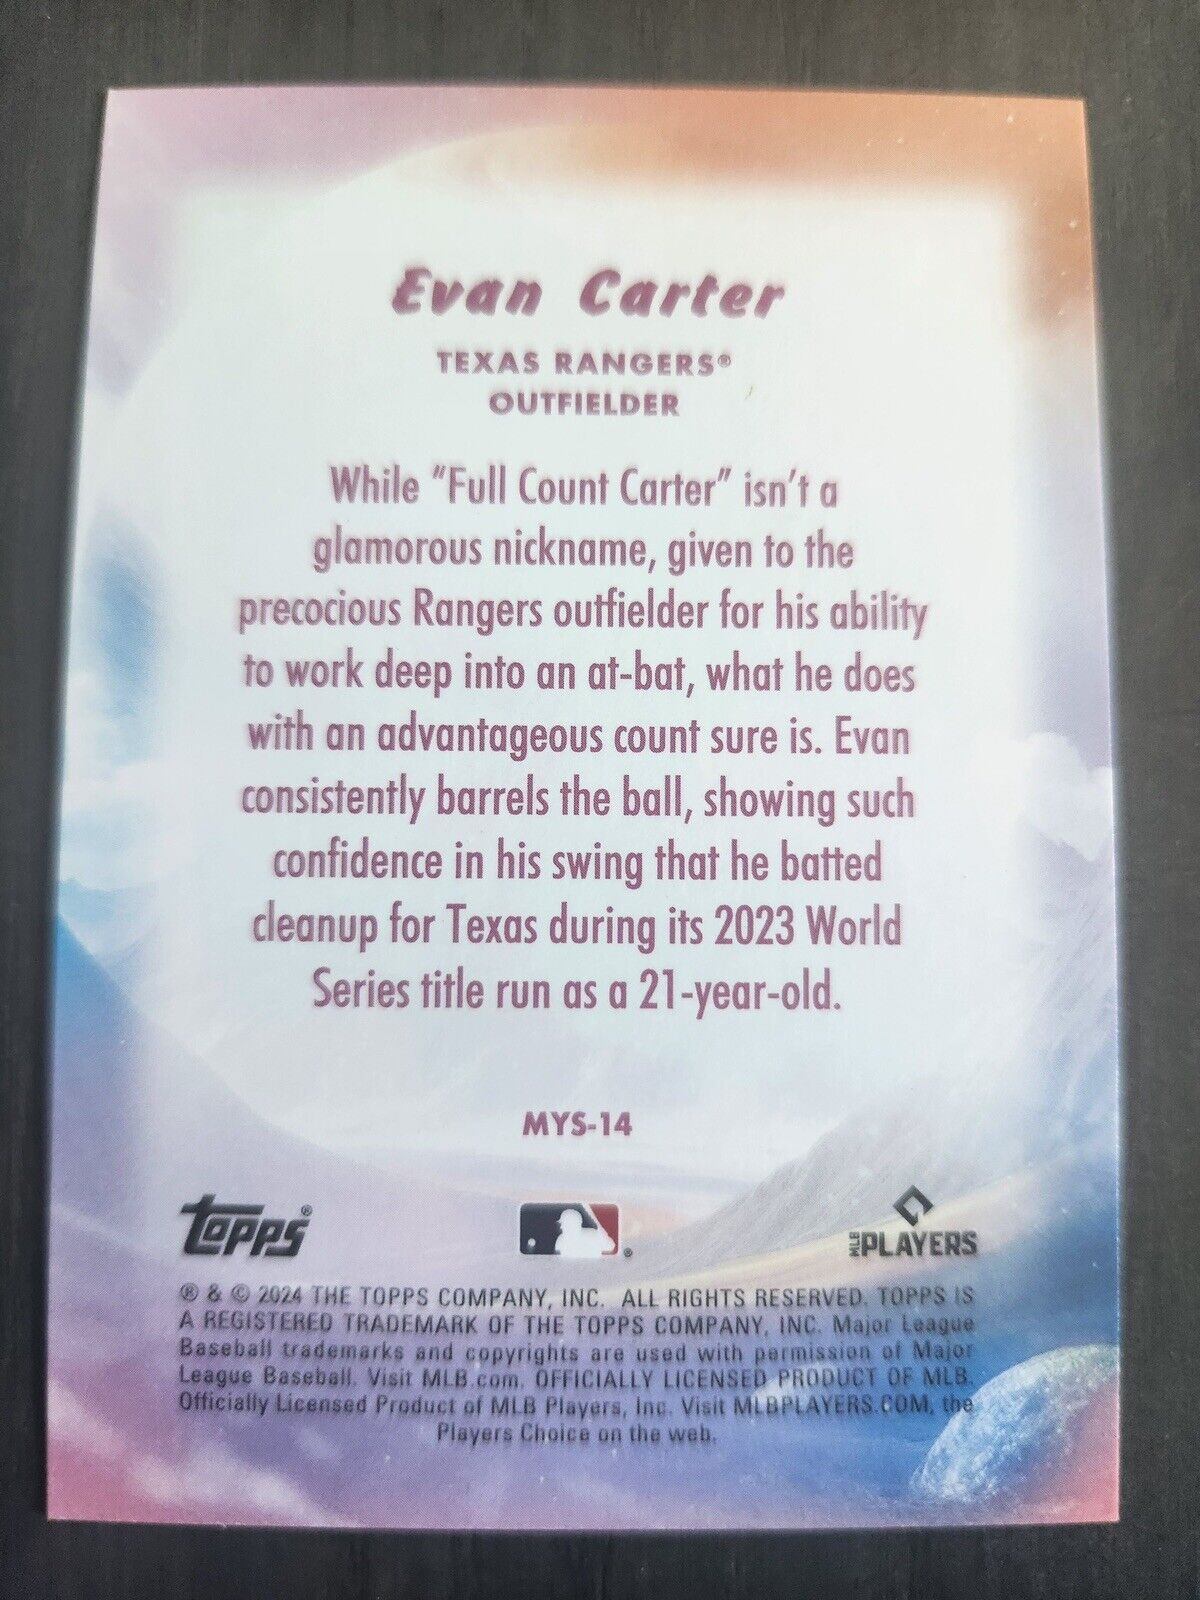 Evan Carter
TEXAS RANGERS®
OUTFIELDER
While "Full Count Carter" isn't a
glamorous nickname, given to the
precocious Rangers outfielder for his ability
to work deep into an at-bat, what he does
with an advantageous count sure is. Evan
consistently barrels the ball, showing such
confidence in his swing that he batted
cleanup for Texas during its 2023 World
Series title run as a 21-year-old.
MYS-14
topps® ® MLB PLAYERS
® & © 2024 THE TOPPS COMPANY, INC. ALL RIGHTS RESERVED. TOPPS IS
A REGISTERED TRADEMARK OF THE TOPPS COMPANY, INC. Major League
Baseball trademarks and copyrights are used with permission of Major
League Baseball. Visit MLB.com. OFFICIALLY LICENSED PRODUCT OF MLB.
Officially Licensed Product of MLB Players, Inc. Visit MLBPLAYERS.COM, the
Players Choice on the web.